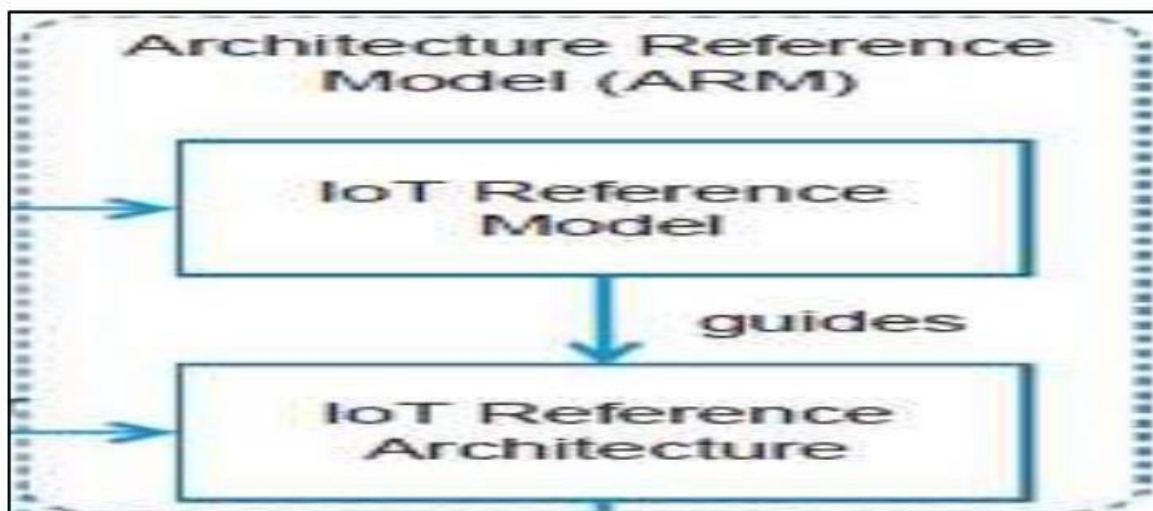 Architecture Reference
Model (ARM)
IoT Reference
Model
guides
IoT Reference
Architecture